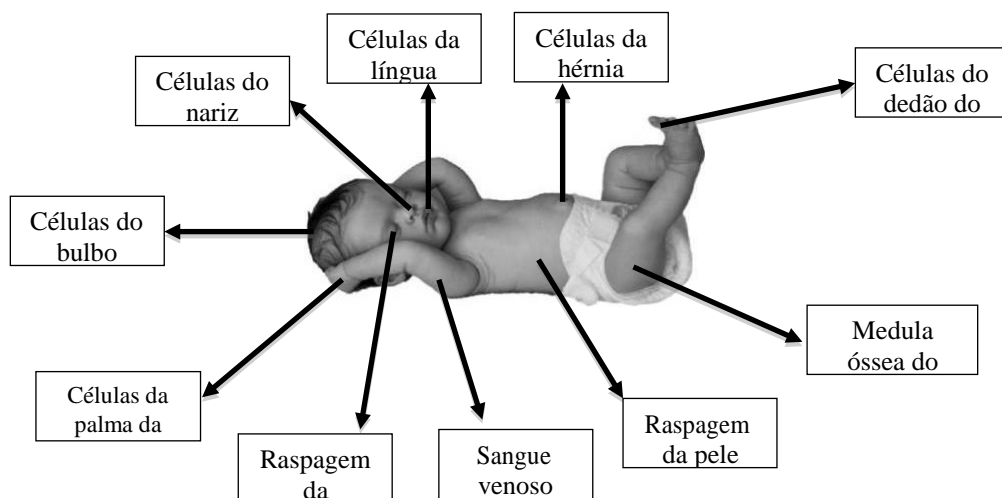 Células da
língua
Células da
hérnia
Células do
nariz
Células do
dedão do
Células do
bulbo
Medula
óssea do
Células da
palma da
Raspagem
da
Sangue
venoso
Raspagem
da pele